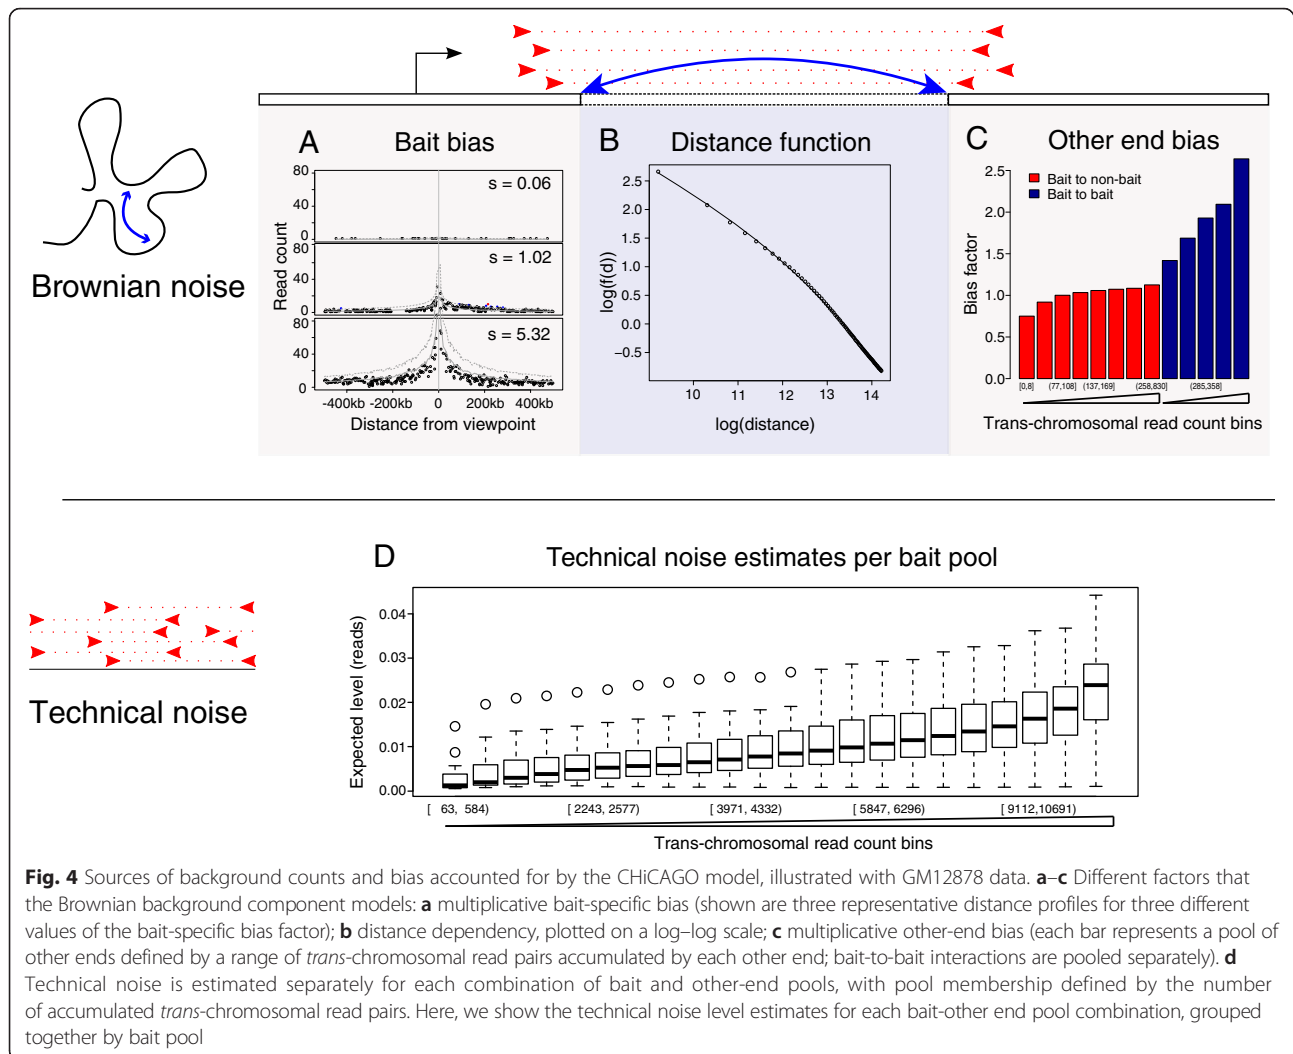 A
Bait bias
80
40
0
s = 0.06
80
40
0
s = 1.02
80
40
0
s = 5.32
Read count
-400kb -200kb 0 200kb 400kb
Distance from viewpoint
B
Distance function
2.5
2.0
1.5
1.0
0.5
0.0
−0.5
log(f(d))
10 11 12 13 14
log(distance)
C
Other end bias
Bait to non-bait
Bait to bait
2.5
2.0
1.5
1.0
0.5
0.0
Bias factor
[0,8] (77,108] (137,169] (258,830] (285,358]
Trans-chromosomal read count bins
Brownian noise
D
Technical noise estimates per bait pool
0.04
0.03
0.02
0.01
0.00
Expected level (reads)
[ 63, 584) [ 2243, 2577) [ 3971, 4332) [ 5847, 6296) [ 9112,10691)
Trans-chromosomal read count bins
Technical noise
Fig. 4 Sources of background counts and bias accounted for by the CHiCAGO model, illustrated with GM12878 data. a–c Different factors that
the Brownian background component models: a multiplicative bait-specific bias (shown are three representative distance profiles for three different
values of the bait-specific bias factor); b distance dependency, plotted on a log–log scale; c multiplicative other-end bias (each bar represents a pool of
other ends defined by a range of trans-chromosomal read pairs accumulated by each other end; bait-to-bait interactions are pooled separately). d
Technical noise is estimated separately for each combination of bait and other-end pools, with pool membership defined by the number
of accumulated trans-chromosomal read pairs. Here, we show the technical noise level estimates for each bait-other end pool combination, grouped
together by bait pool